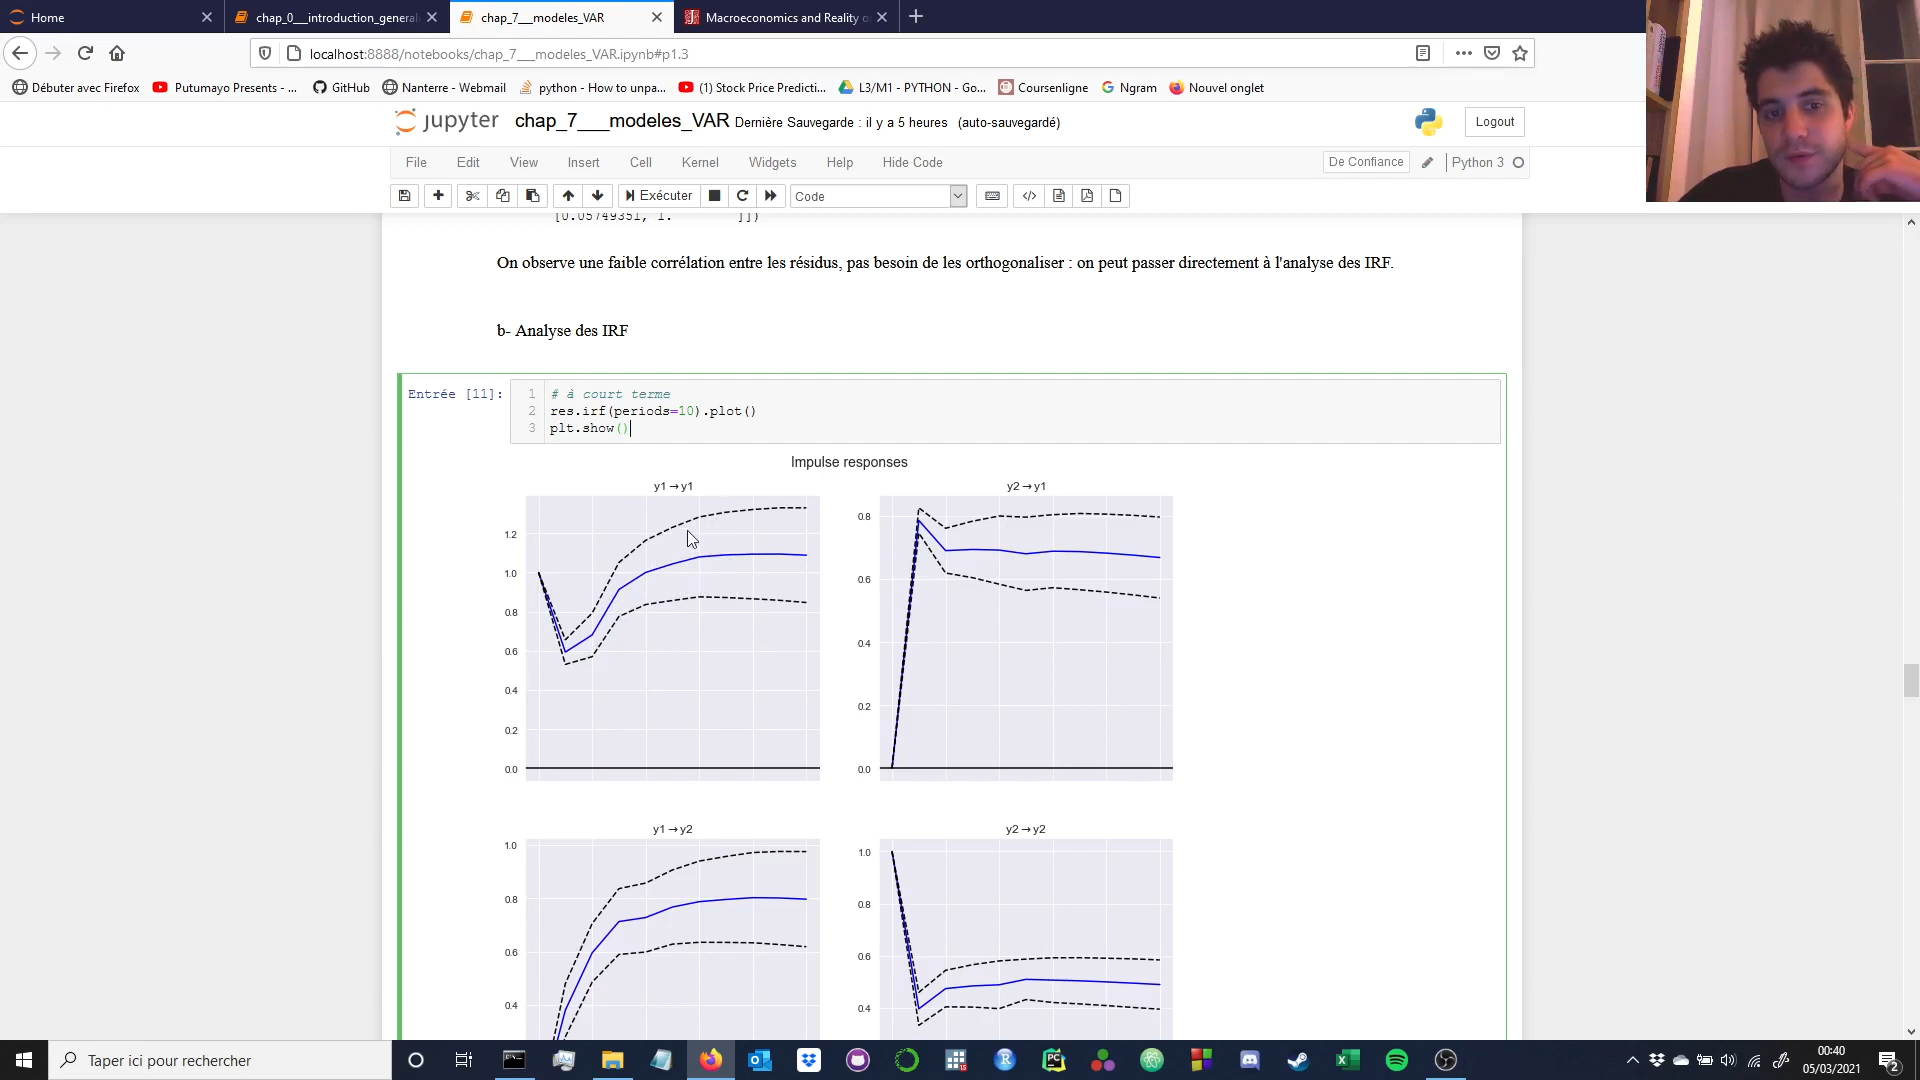 Home
chap_0__introduction_general
chap_7___modeles_VAR
Macroeconomics and Reality o
localhost:8888/notebooks/chap_7___modeles_VAR.ipynb#p1.3
Débuter avec Firefox
Putumayo Presents - ...
GitHub
Nanterre - Webmail
python - How to unpa...
(1) Stock Price Predicti...
L3/M1 - PYTHON - Go...
Coursenligne
Ngram
Nouvel onglet
jupyter
chap_7___modeles_VAR Dernière Sauvegarde : il y a 5 heures (auto-sauvegardé)
Logout
File Edit View Insert Cell Kernel Widgets Help Hide Code
De Confiance
Python 3
Exécuter
Code
[0.05749351, 1. ]])
On observe une faible corrélation entre les résidus, pas besoin de les orthogonaliser : on peut passer directement à l'analyse des IRF.
b- Analyse des IRF
Entrée [11]:
1 # à court terme
2 res.irf(periods=10).plot()
3 plt.show()
Impulse responses
y1→y1
1.2
1.0
0.8
0.6
0.4
0.2
0.0
y2→y1
0.8
0.6
0.4
0.2
0.0
y1→y2
1.0
0.8
0.6
0.4
y2→y2
1.0
0.8
0.6
0.4
Taper ici pour rechercher
00:40
05/03/2021
2